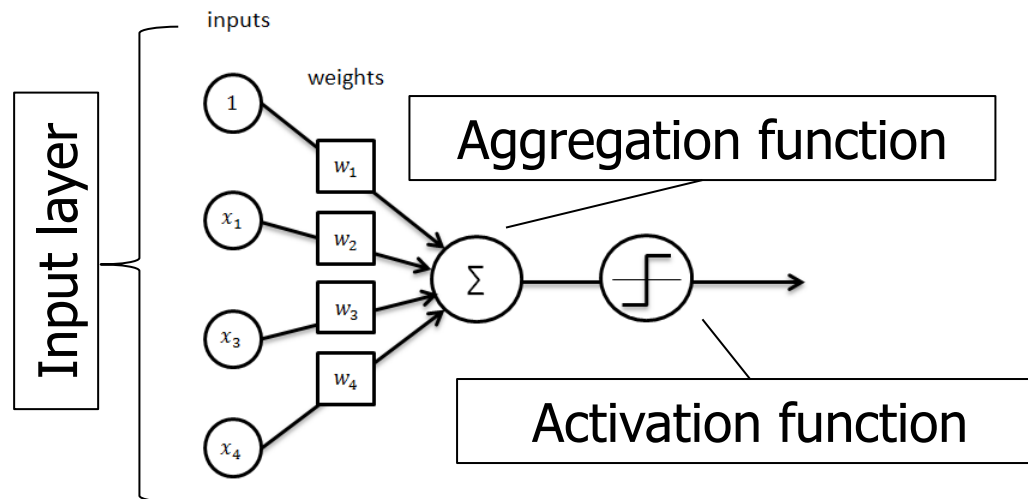 inputs
weights
Input layer
1
x₁
x₃
x₄
w₁
w₂
w₃
w₄
Σ
Aggregation function
Activation function